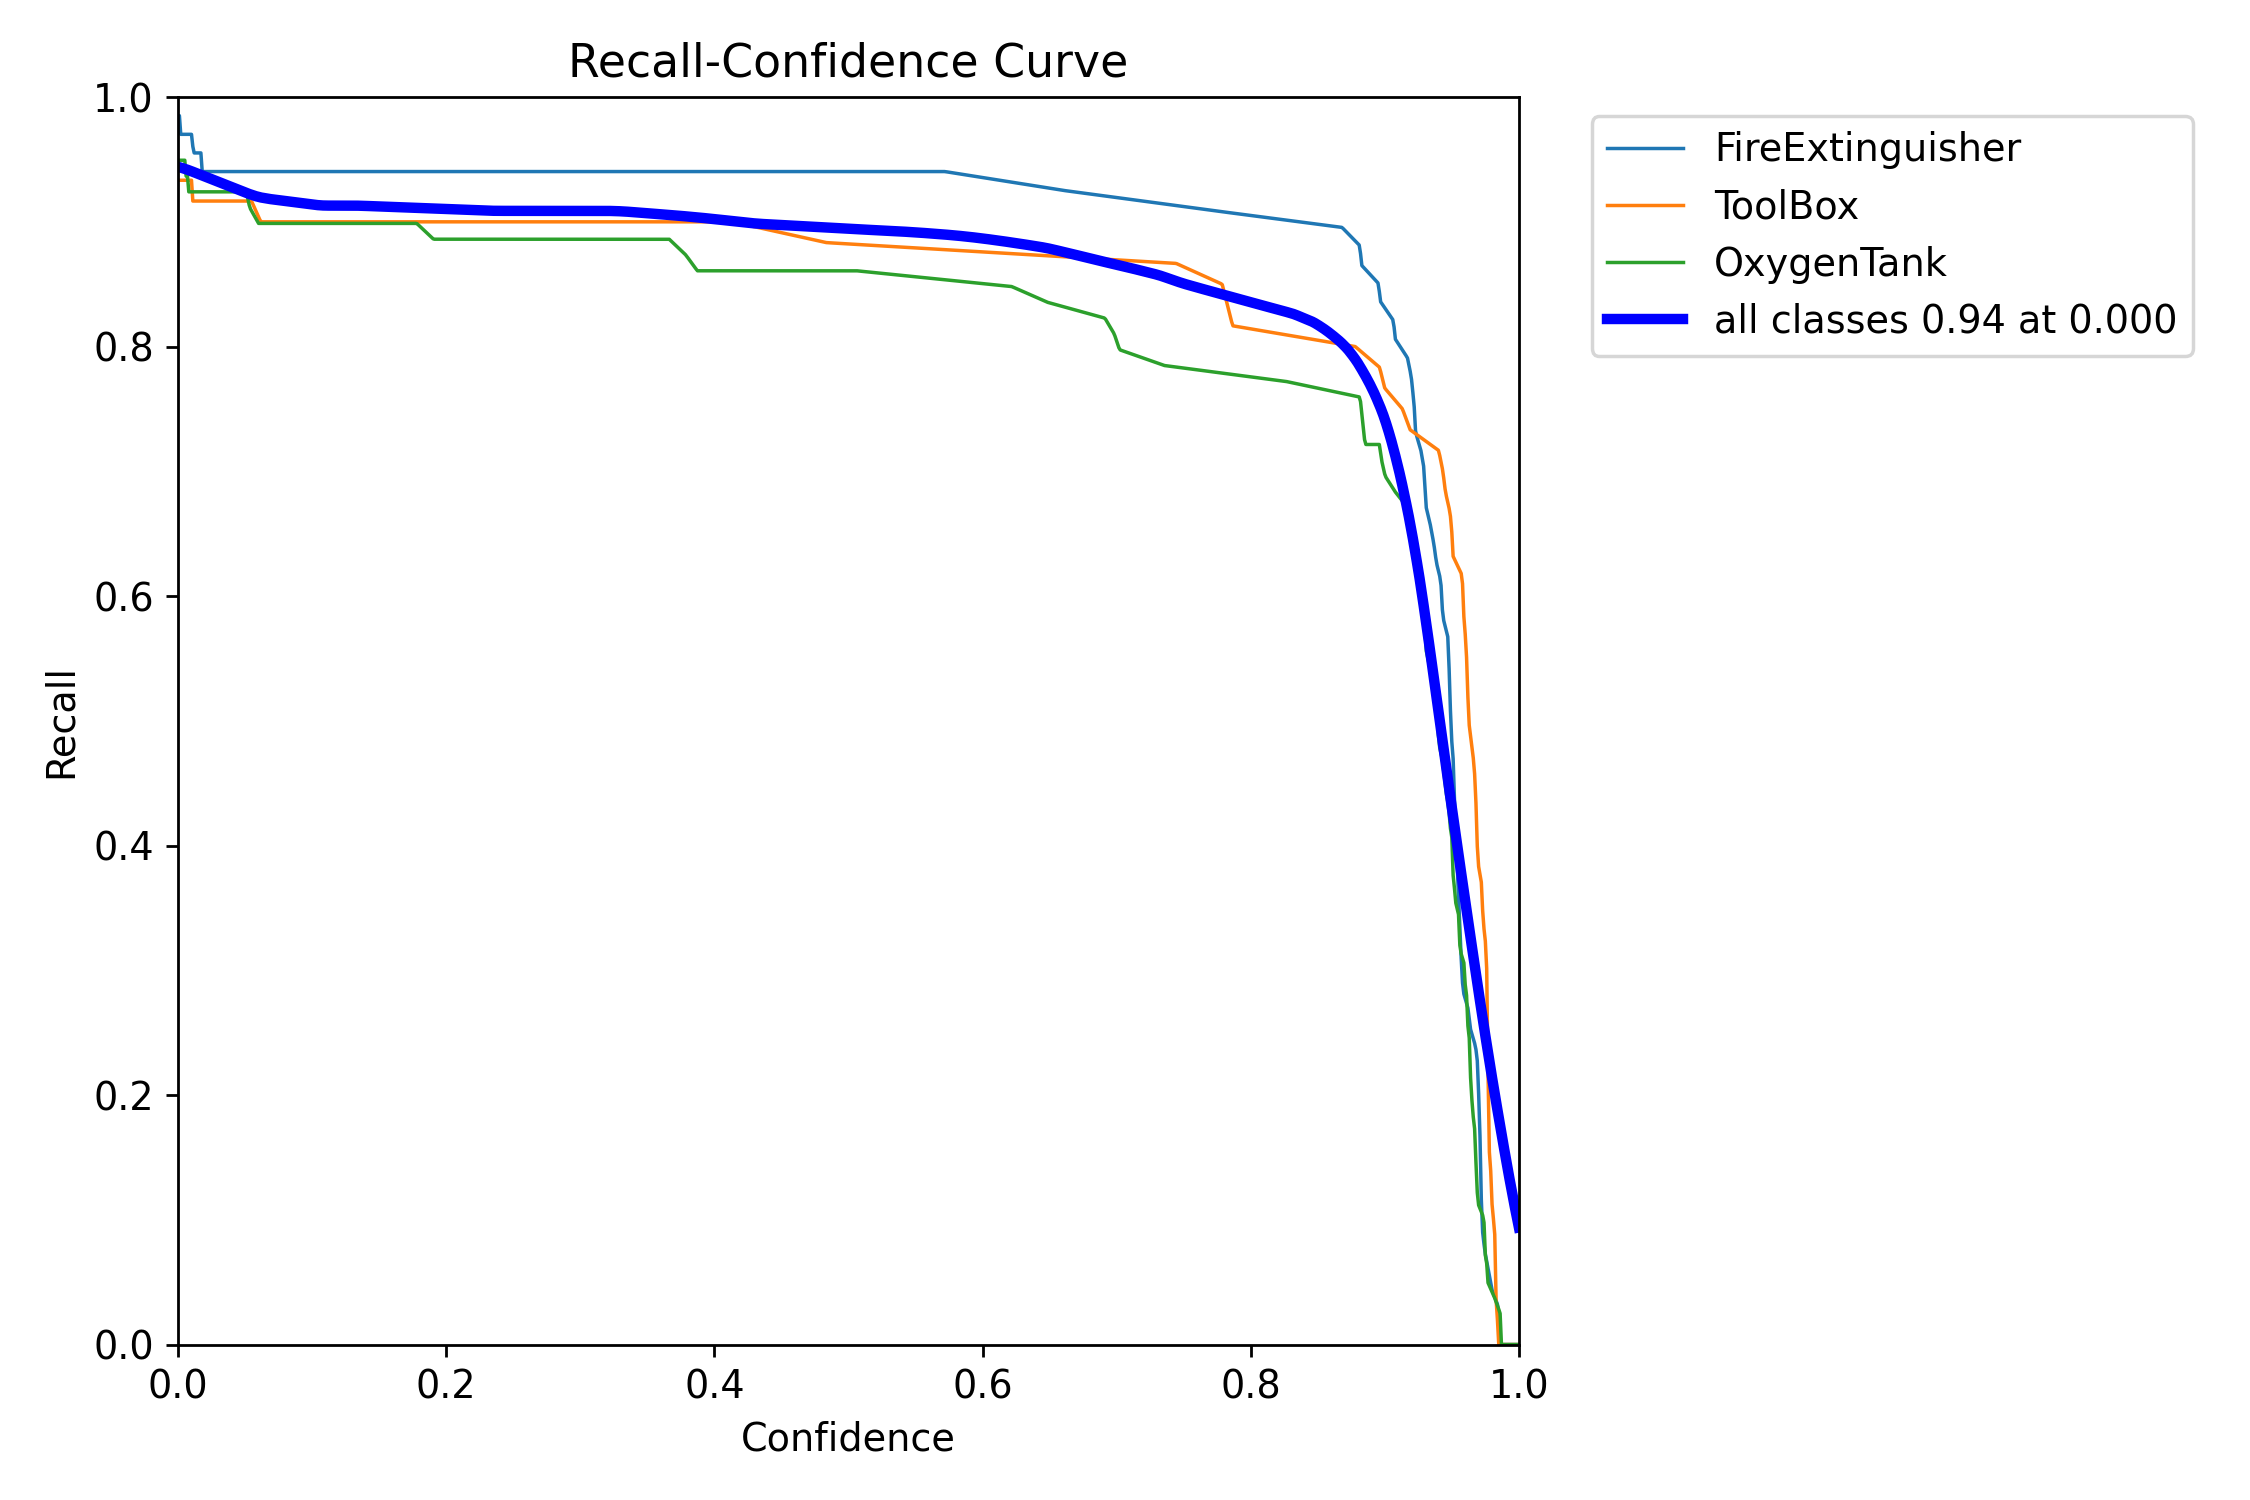 Recall-Confidence Curve
1.0
0.8
0.6
0.4
0.2
0.0
Recall
0.0 0.2 0.4 0.6 0.8 1.0
Confidence
FireExtinguisher
ToolBox
OxygenTank
all classes 0.94 at 0.000